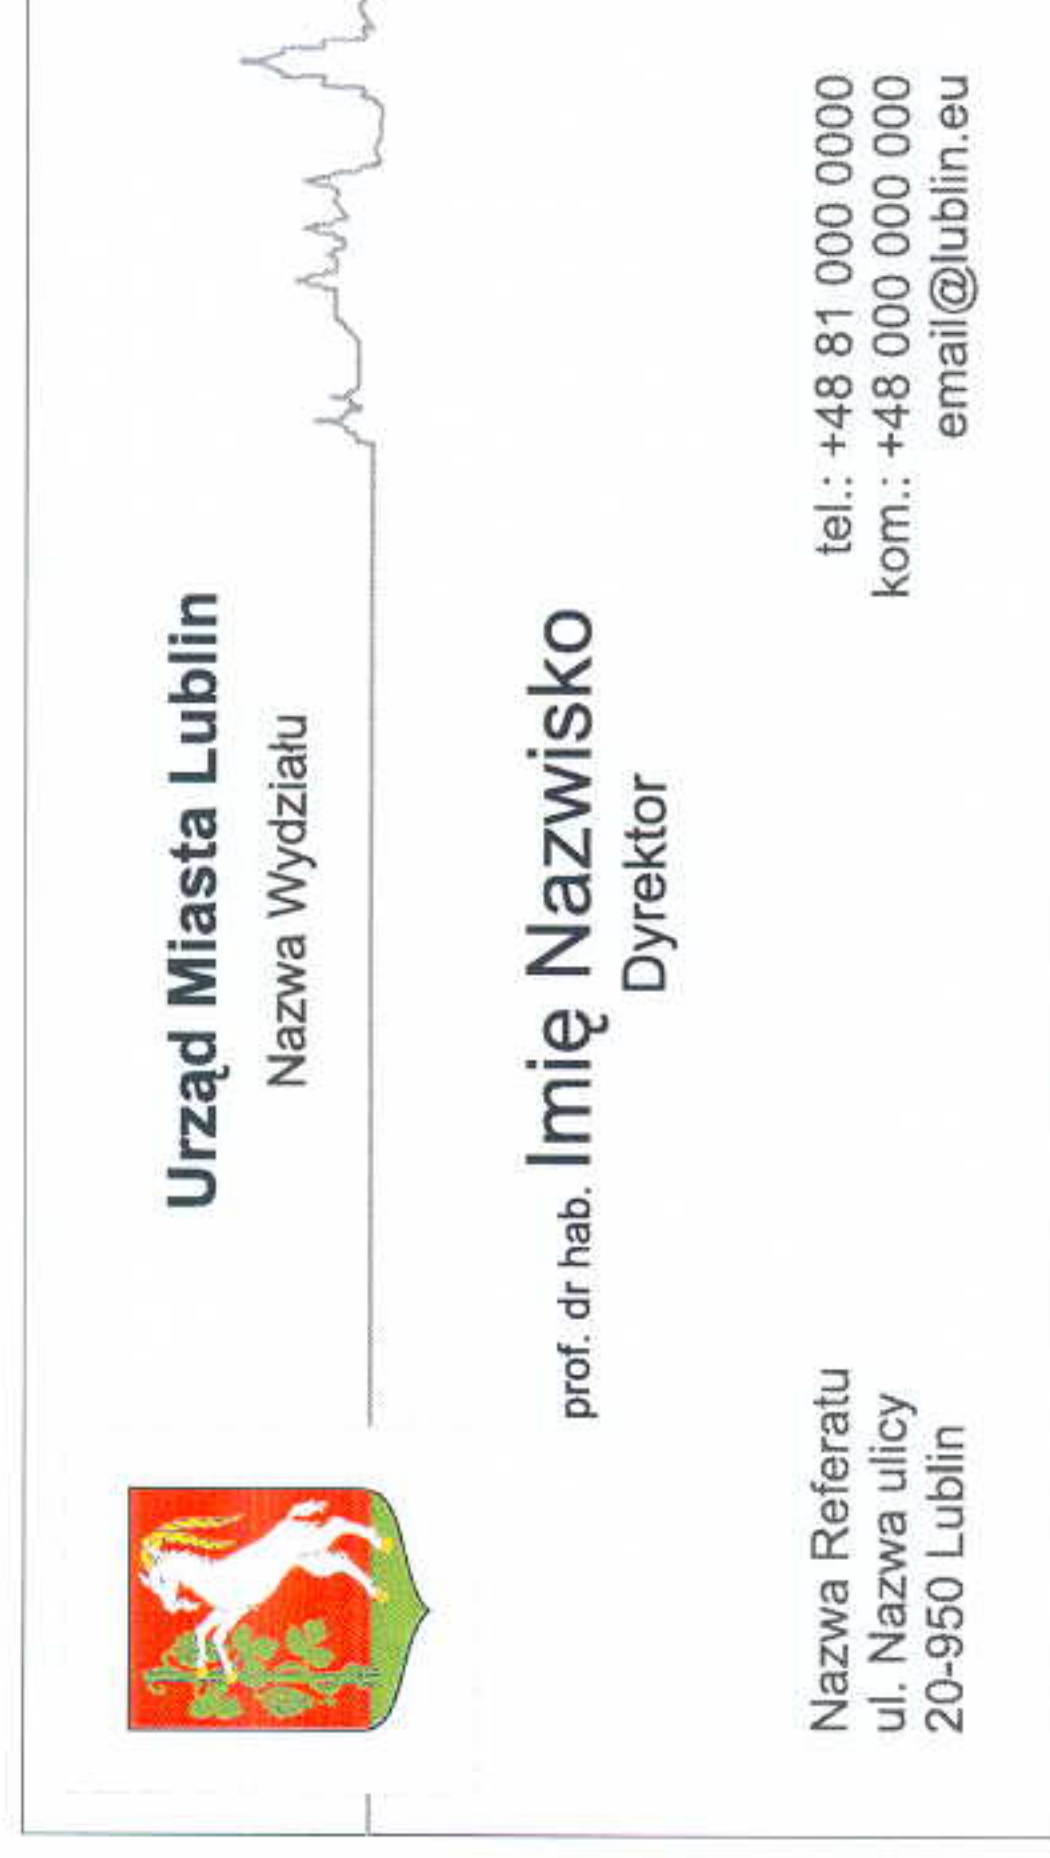 Urząd Miasta Lublin
Nazwa Wydziału
prof. dr hab. Imię Nazwisko
Dyrektor
Nazwa Referatu
ul. Nazwa ulicy
20-950 Lublin
tel.: +48 81 000 0000
kom.: +48 000 000 000
email@lublin.eu